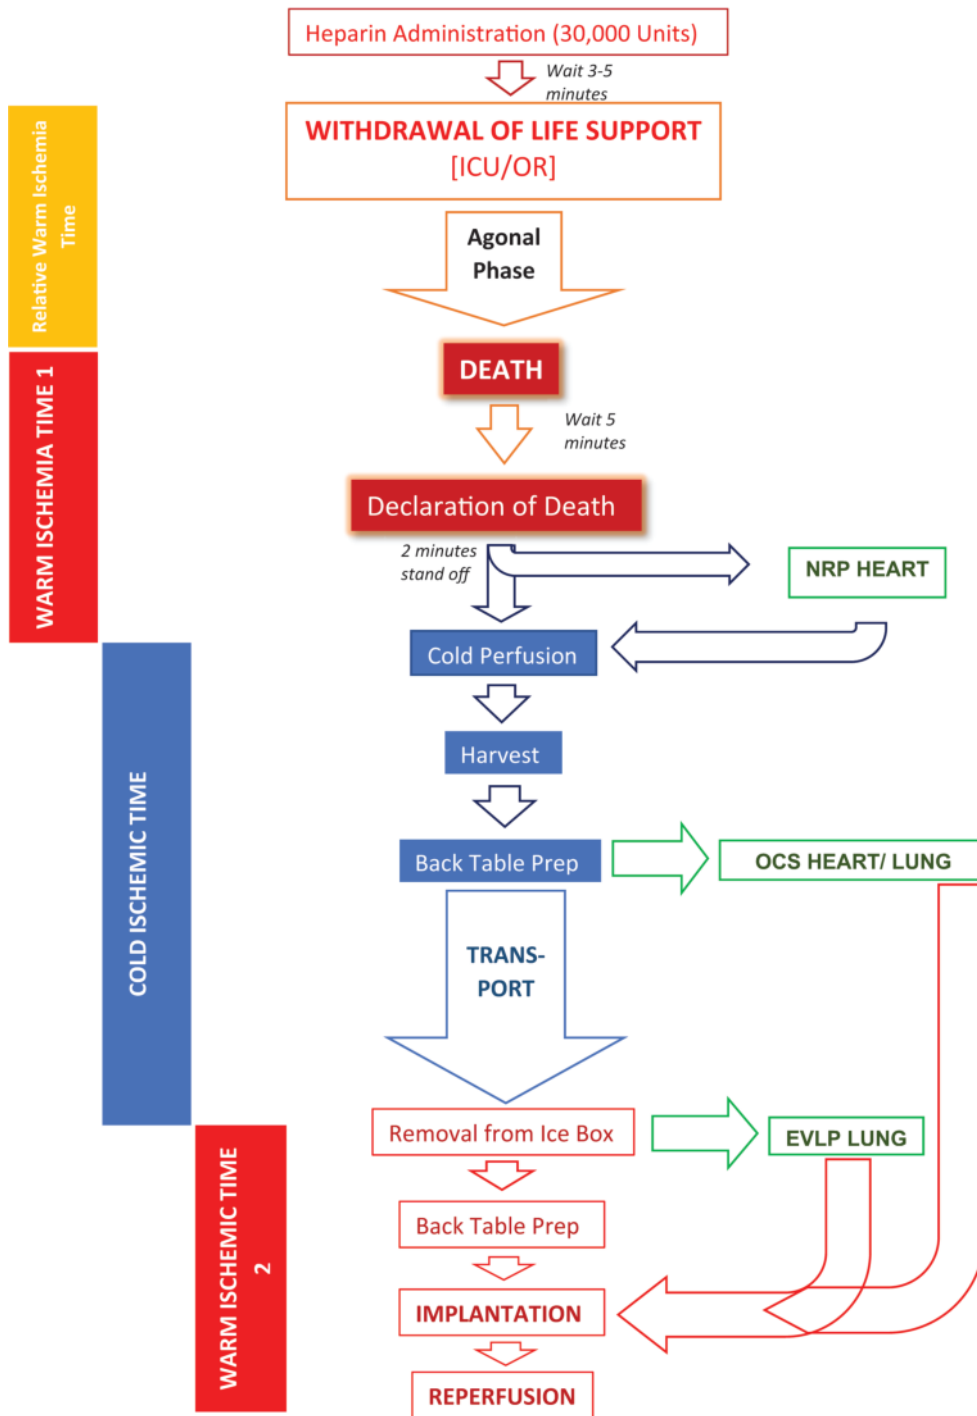 Heparin Administration (30,000 Units)
Wait 3-5
minutes
WITHDRAWAL OF LIFE SUPPORT
[ICU/OR]
Relative Warm Ischemia
Time
Agonal
Phase
DEATH
Wait 5
minutes
WARM ISCHEMIA TIME 1
Declaration of Death
2 minutes
stand off
NRP HEART
Cold Perfusion
Harvest
COLD ISCHEMIC TIME
Back Table Prep
OCS HEART/ LUNG
TRANS-
PORT
Removal from Ice Box
EVLP LUNG
WARM ISCHEMIC TIME
2
Back Table Prep
IMPLANTATION
REPERFUSION